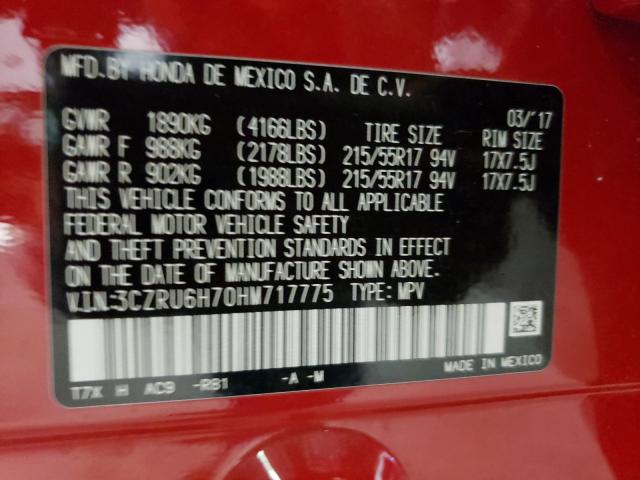 MFD. BY HONDA DE MEXICO S.A. DE C.V.
03/'17
GVWR 1890KG (4166LBS) TIRE SIZE RIM SIZE
GAWR F 988KG (2178LBS) 215/55R17 94V 17X7.5J
GAWR R 902KG (1988LBS) 215/55R17 94V 17X7.5J
THIS VEHICLE CONFORMS TO ALL APPLICABLE
FEDERAL MOTOR VEHICLE SAFETY
AND THEFT PREVENTION STANDARDS IN EFFECT
ON THE DATE OF MANUFACTURE SHOWN ABOVE.
V.I.N:3CZRU6H70HM717775 TYPE: MPV
MADE IN MEXICO
T7X H AC9 -R81 -A -M